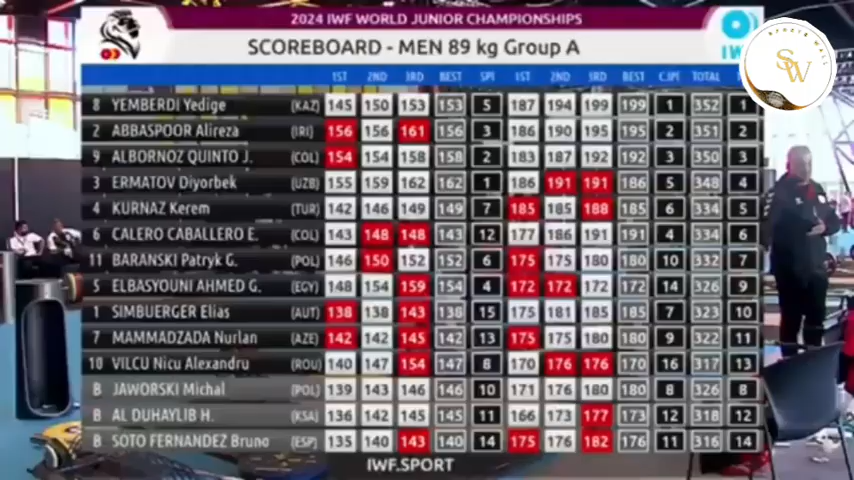 2024 IWF WORLD JUNIOR CHAMPIONSHIPS
SCOREBOARD - MEN 89 kg Group A
IW
SPORTS WALL
SW
1ST 2ND 3RD BEST SPI 1ST 2ND 3RD BEST CJPI TOTAL
8 YEMBERDI Yedige (KAZ) 145 150 153 153 5 187 194 199 199 1 352 1
2 ABBASPOOR Alireza (IRI) 156 156 161 156 3 186 190 195 195 2 351 2
9 ALBORNOZ QUINTO J. (COL) 154 154 158 158 2 183 187 192 192 3 350 3
3 ERMATOV Diyorbek (UZB) 155 159 162 162 1 186 191 191 186 5 348 4
4 KURNAZ Kerem (TUR) 142 146 149 149 7 185 185 188 185 6 334 5
6 CALERO CABALLERO E. (COL) 143 148 148 143 12 177 186 191 191 4 334 6
11 BARANSKI Patryk G. (POL) 146 150 152 152 6 175 175 180 180 10 332 7
5 ELBASYOUNI AHMED G. (EGY) 148 154 159 154 4 172 172 172 172 14 326 9
1 SIMBUERGER Elias (AUT) 138 138 143 138 15 175 181 185 185 7 323 10
7 MAMMADZADA Nurlan (AZE) 142 142 145 142 13 175 175 180 180 9 322 11
10 VILCU Nicu Alexandru (ROU) 140 147 154 147 8 170 176 176 170 16 317 13
B JAWORSKI Michal (POL) 139 143 146 146 10 171 176 180 180 8 326 8
B AL DUHAYLIB H. (KSA) 136 142 145 145 11 166 173 177 173 12 318 12
B SOTO FERNANDEZ Bruno (ESP) 135 140 143 140 14 175 176 182 176 11 316 14
IWF.SPORT